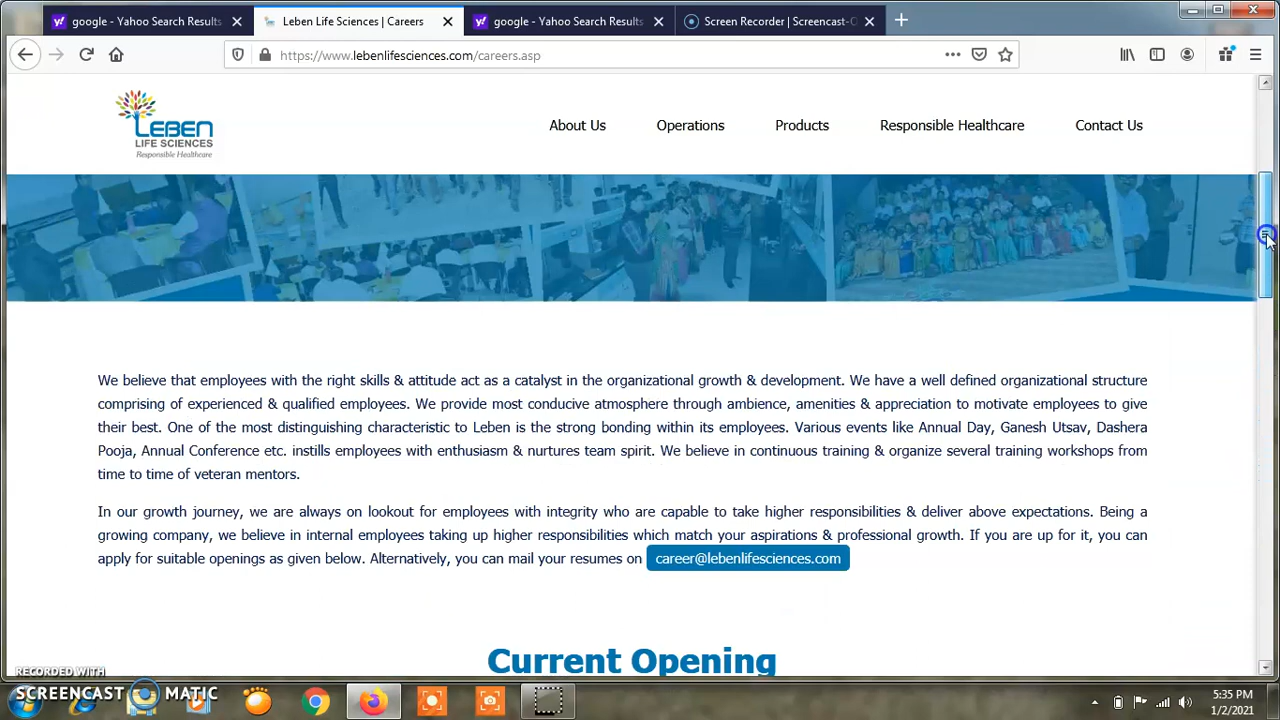 google - Yahoo Search Results
Leben Life Sciences | Careers
google - Yahoo Search Results
Screen Recorder | Screencast-O
https://www.lebenlifesciences.com/careers.asp
LEBEN
LIFE SCIENCES
Responsible Healthcare
About Us
Operations
Products
Responsible Healthcare
Contact Us
We believe that employees with the right skills & attitude act as a catalyst in the organizational growth & development. We have a well defined organizational structure
comprising of experienced & qualified employees. We provide most conducive atmosphere through ambience, amenities & appreciation to motivate employees to give
their best. One of the most distinguishing characteristic to Leben is the strong bonding within its employees. Various events like Annual Day, Ganesh Utsav, Dashera
Pooja, Annual Conference etc. instills employees with enthusiasm & nurtures team spirit. We believe in continuous training & organize several training workshops from
time to time of veteran mentors.
In our growth journey, we are always on lookout for employees with integrity who are capable to take higher responsibilities & deliver above expectations. Being a
growing company, we believe in internal employees taking up higher responsibilities which match your aspirations & professional growth. If you are up for it, you can
apply for suitable openings as given below. Alternatively, you can mail your resumes on career@lebenlifesciences.com
Current Opening
RECORDED WITH
SCREENCAST MATIC
5:35 PM
1/2/2021